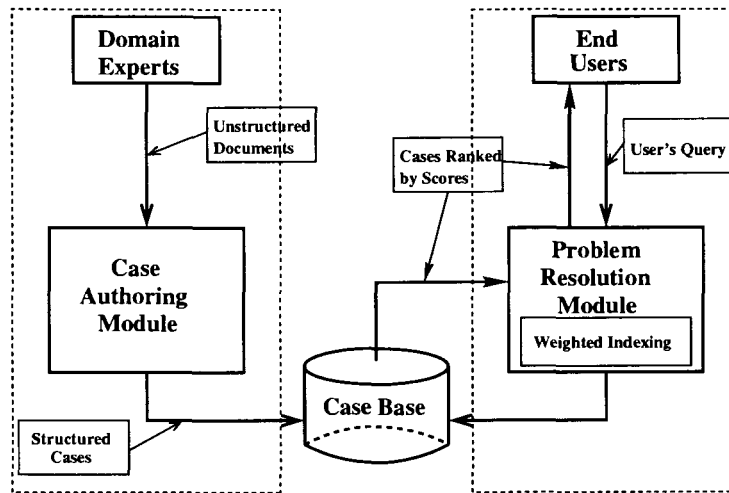 Domain
Experts
End
Users
Unstructured
Documents
Cases Ranked
by Scores
User's Query
Case
Authoring
Module
Problem
Resolution
Module
Weighted Indexing
Case Base
Structured
Cases